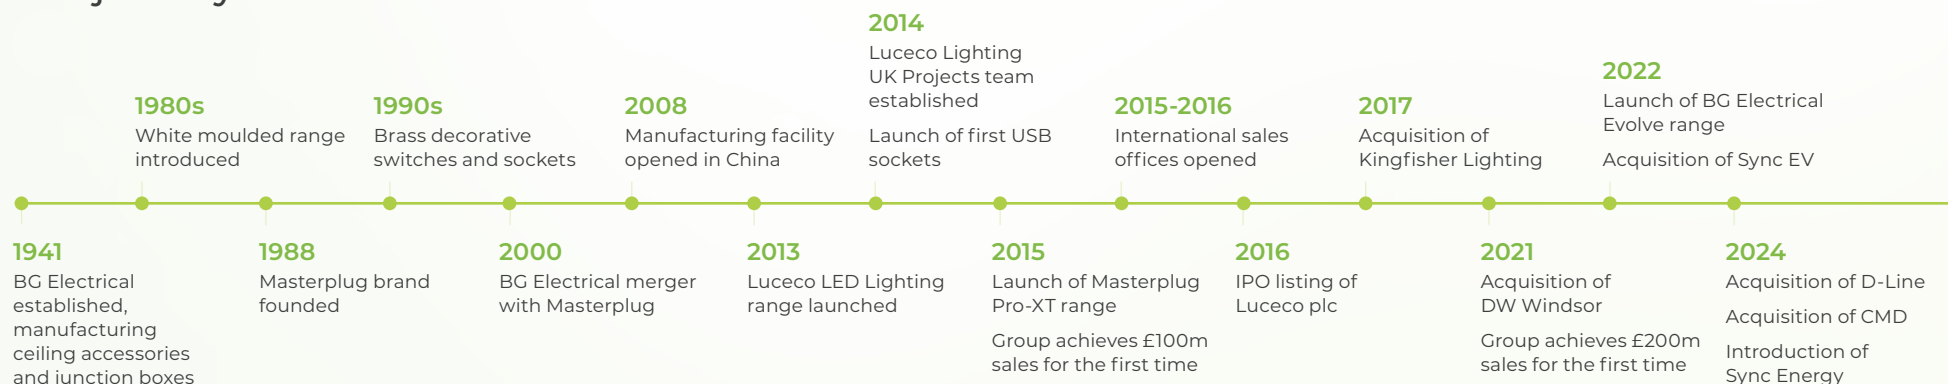 1941
BG Electrical
established,
manufacturing
ceiling accessories
and junction boxes
1980s
White moulded range
introduced
1988
Masterplug brand
founded
1990s
Brass decorative
switches and sockets
2000
BG Electrical merger
with Masterplug
2008
Manufacturing facility
opened in China
2013
Luceco LED Lighting
range launched
2014
Luceco Lighting
UK Projects team
established
Launch of first USB
sockets
2015
Launch of Masterplug
Pro-XT range
Group achieves £100m
sales for the first time
2015-2016
International sales
offices opened
2016
IPO listing of
Luceco plc
2017
Acquisition of
Kingfisher Lighting
2021
Acquisition of
DW Windsor
Group achieves £200m
sales for the first time
2022
Launch of BG Electrical
Evolve range
Acquisition of Sync EV
2024
Acquisition of D-Line
Acquisition of CMD
Introduction of
Sync Energy